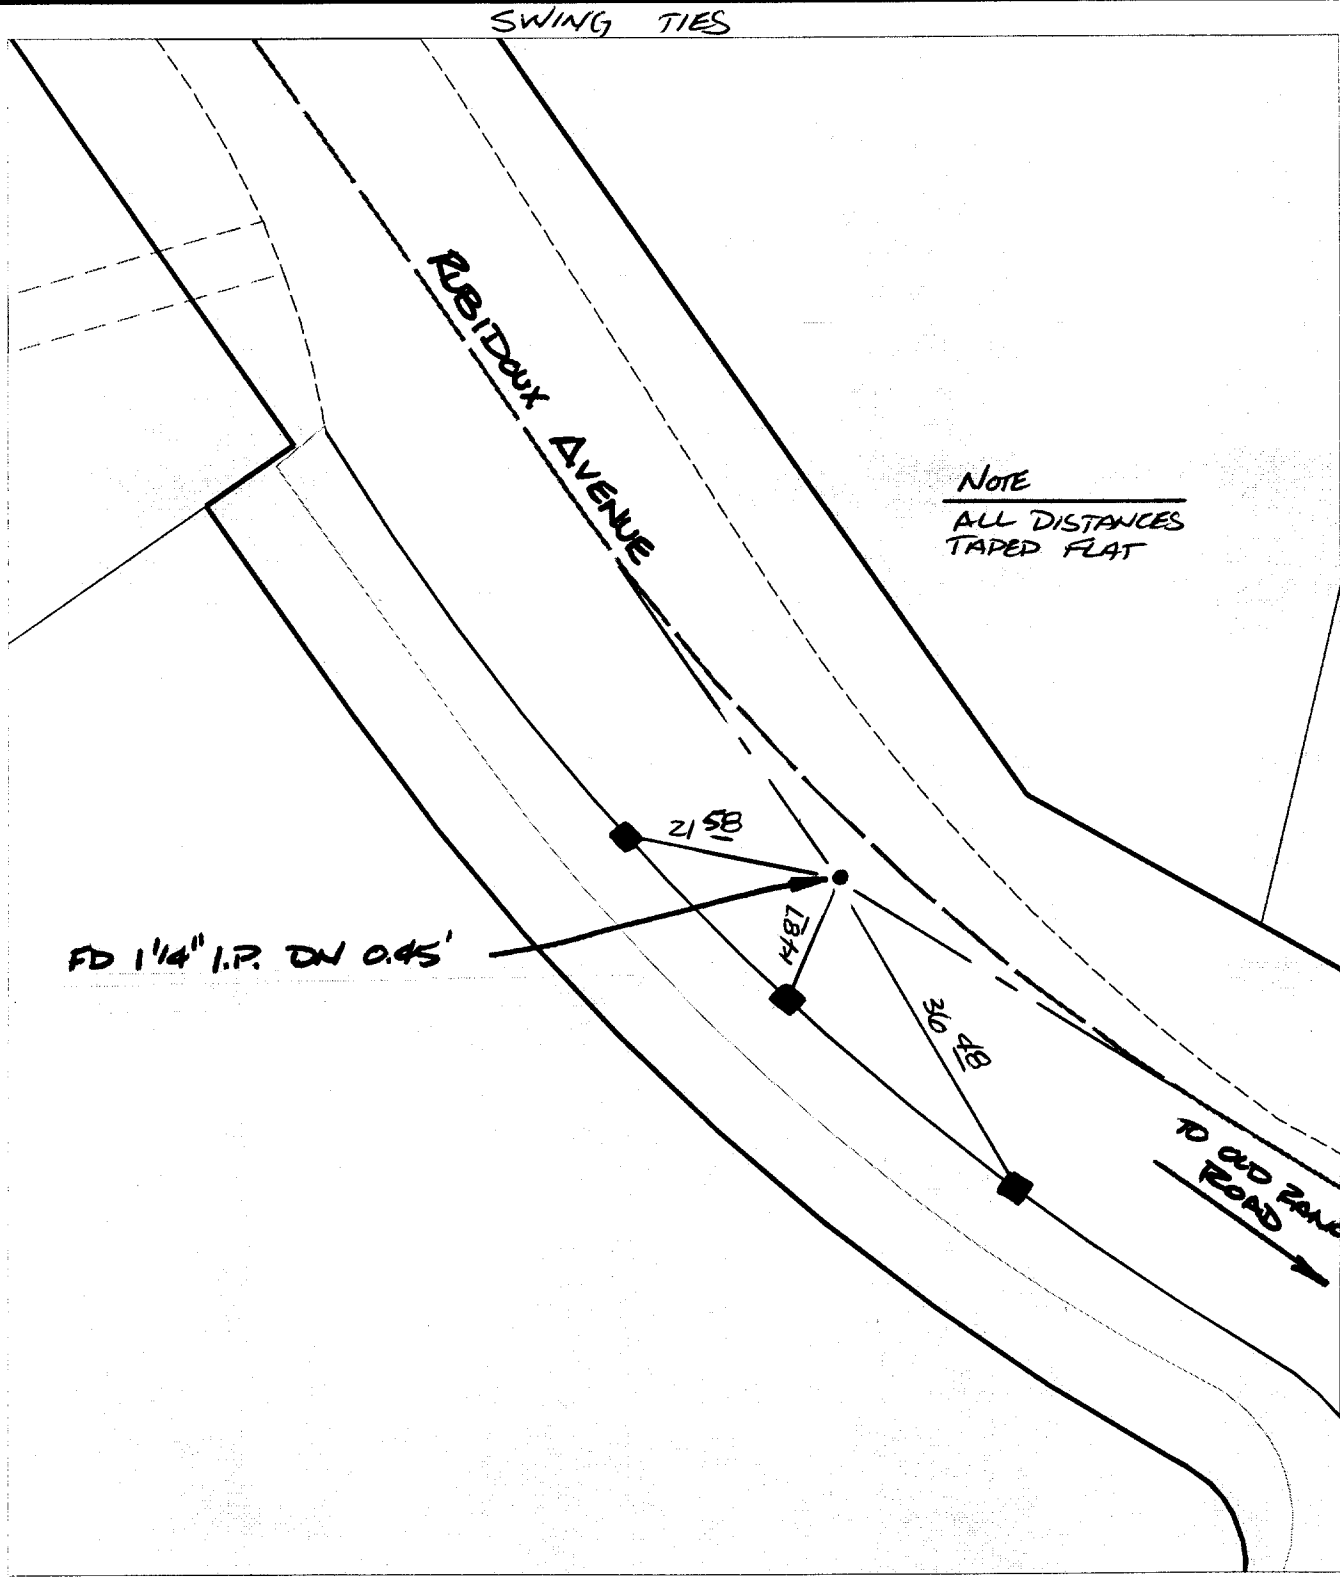 SWING TIES
RUBIDOUX AVENUE
NOTE
ALL DISTANCES
TAPED FLAT
21 58
14 87
36 48
FD 1 1/4" I.P. DN 0.45'
TO OLD
ROAD